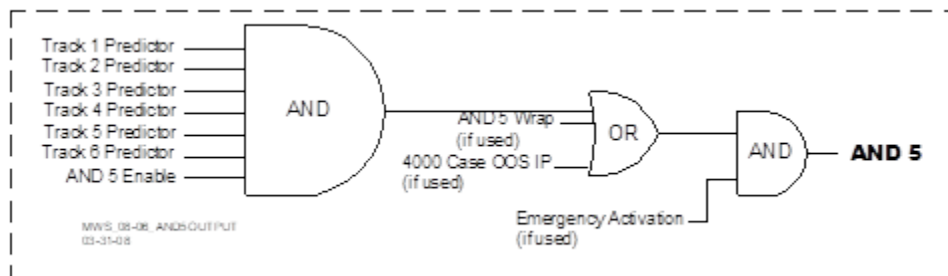 Track 1 Predictor
Track 2 Predictor
Track 3 Predictor
Track 4 Predictor
Track 5 Predictor
Track 6 Predictor
AND 5 Enable
AND
AND 5 Wrap
(if used)
4000 Case OOS IP
(if used)
OR
Emergency Activation
(if used)
AND
AND 5
MWS_08-06_AND5OUTPUT
03-31-08